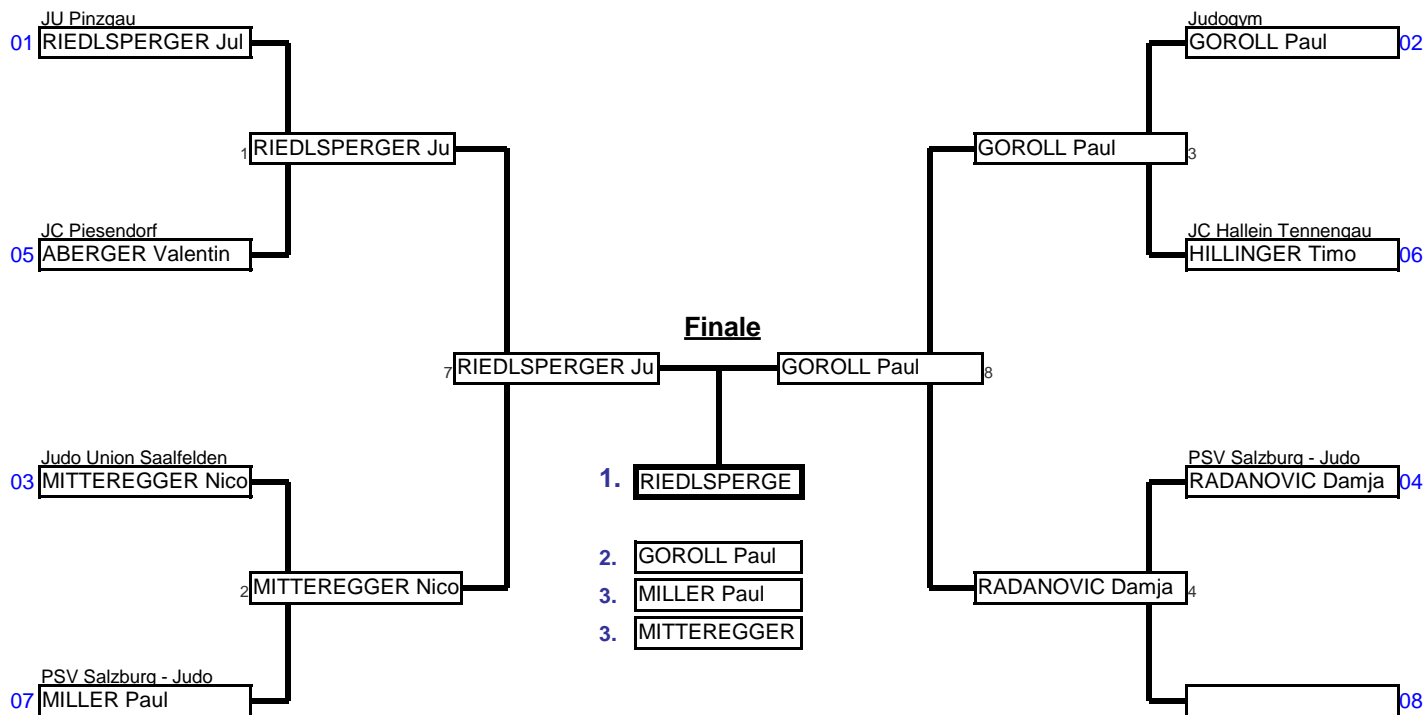 JU Pinzgau
01 RIEDLSPERGER Jul
1 RIEDLSPERGER Ju
JC Piesendorf
05 ABERGER Valentin
7 RIEDLSPERGER Ju
Judo Union Saalfelden
03 MITTEREGGER Nico
2 MITTEREGGER Nico
PSV Salzburg - Judo
07 MILLER Paul
Finale
1. RIEDLSPERGE
2. GOROLL Paul
3. MILLER Paul
3. MITTEREGGER
Judogym
GOROLL Paul 02
GOROLL Paul 3
JC Hallein Tennengau
HILLINGER Timo 06
GOROLL Paul 8
PSV Salzburg - Judo
RADANOVIC Damja 04
RADANOVIC Damja 4
08